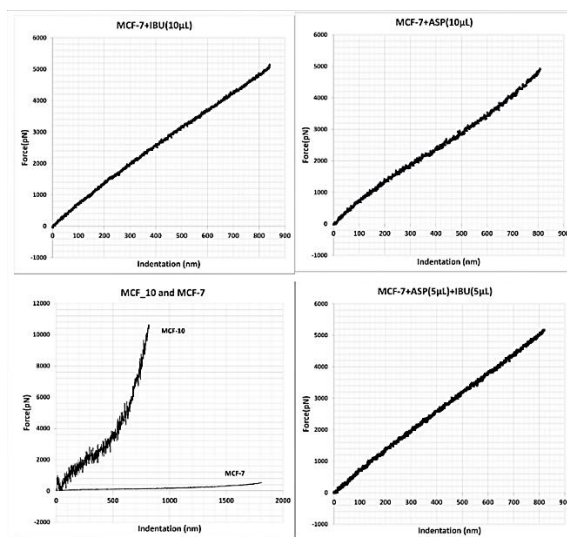 MCF-7+IBU(10µL)
6000
5000
4000
3000
2000
1000
0
-1000
Force(pN)
0 100 200 300 400 500 600 700 800 900
Indentation (nm)
MCF-7+ASP(10µL)
6000
5000
4000
3000
2000
1000
0
-1000
Force(pN)
0 100 200 300 400 500 600 700 800 900
Indentation (nm)
MCF_10 and MCF-7
12000
10000
8000
6000
4000
2000
0
-2000
Force(pN)
MCF-10
MCF-7
0 500 1000 1500 2000
Indentation (nm)
MCF-7+ASP(5µL)+IBU(5µL)
6000
5000
4000
3000
2000
1000
0
-1000
Force(pN)
0 100 200 300 400 500 600 700 800 900
Indentation (nm)